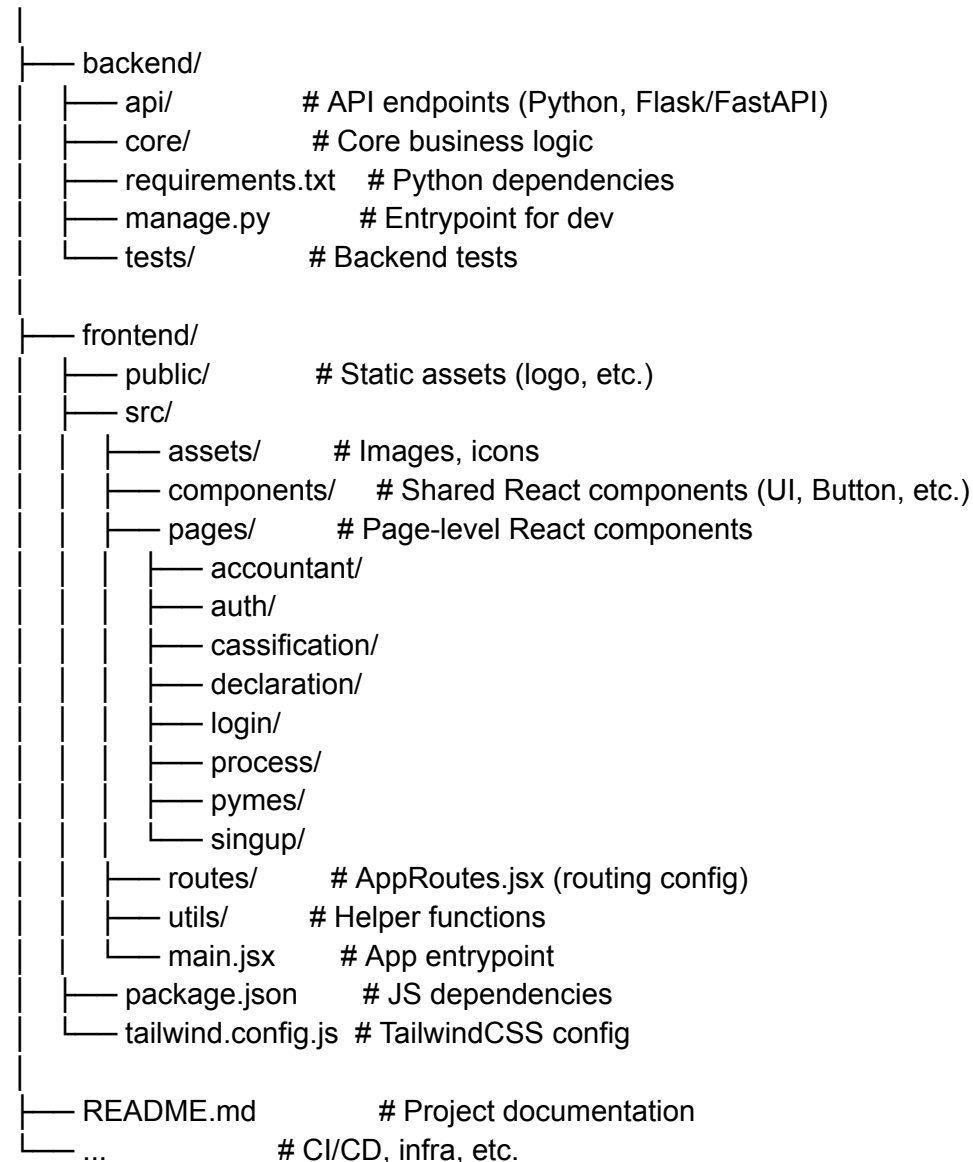 │
├── backend/
│   ├── api/ # API endpoints (Python, Flask/FastAPI)
│   ├── core/ # Core business logic
│   ├── requirements.txt # Python dependencies
│   ├── manage.py # Entrypoint for dev
│   └── tests/ # Backend tests
│
├── frontend/
│   ├── public/ # Static assets (logo, etc.)
│   ├── src/
│   │   ├── assets/ # Images, icons
│   │   ├── components/ # Shared React components (UI, Button, etc.)
│   │   ├── pages/ # Page-level React components
│   │   │   ├── accountant/
│   │   │   ├── auth/
│   │   │   ├── cassification/
│   │   │   ├── declaration/
│   │   │   ├── login/
│   │   │   ├── process/
│   │   │   ├── pymes/
│   │   │   └── singup/
│   │   ├── routes/ # AppRoutes.jsx (routing config)
│   │   ├── utils/ # Helper functions
│   │   └── main.jsx # App entrypoint
│   ├── package.json # JS dependencies
│   └── tailwind.config.js # TailwindCSS config
│
├── README.md # Project documentation
└── ... # CI/CD, infra, etc.